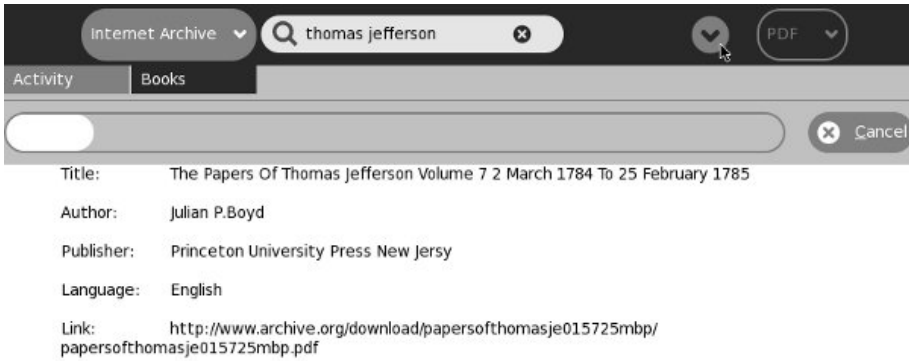 Internet Archive thomas jefferson PDF
Activity Books
Cancel
Title: The Papers Of Thomas Jefferson Volume 7 2 March 1784 To 25 February 1785
Author: Julian P.Boyd
Publisher: Princeton University Press New Jersy
Language: English
Link: http://www.archive.org/download/papersofthomasje015725mbp/
papersofthomasje015725mbp.pdf